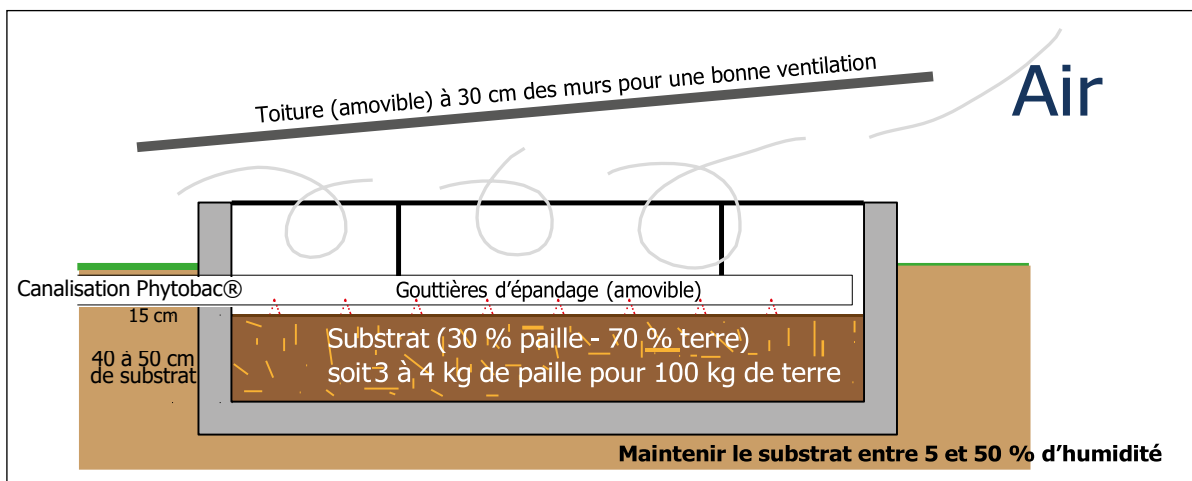 Toiture (amovible) à 30 cm des murs pour une bonne ventilation
Air
Canalisation Phytobac®
Gouttières d'épandage (amovible)
15 cm
40 à 50 cm
de substrat
Substrat (30 % paille - 70 % terre)
soit3 à 4 kg de paille pour 100 kg de terre
Maintenir le substrat entre 5 et 50 % d'humidité